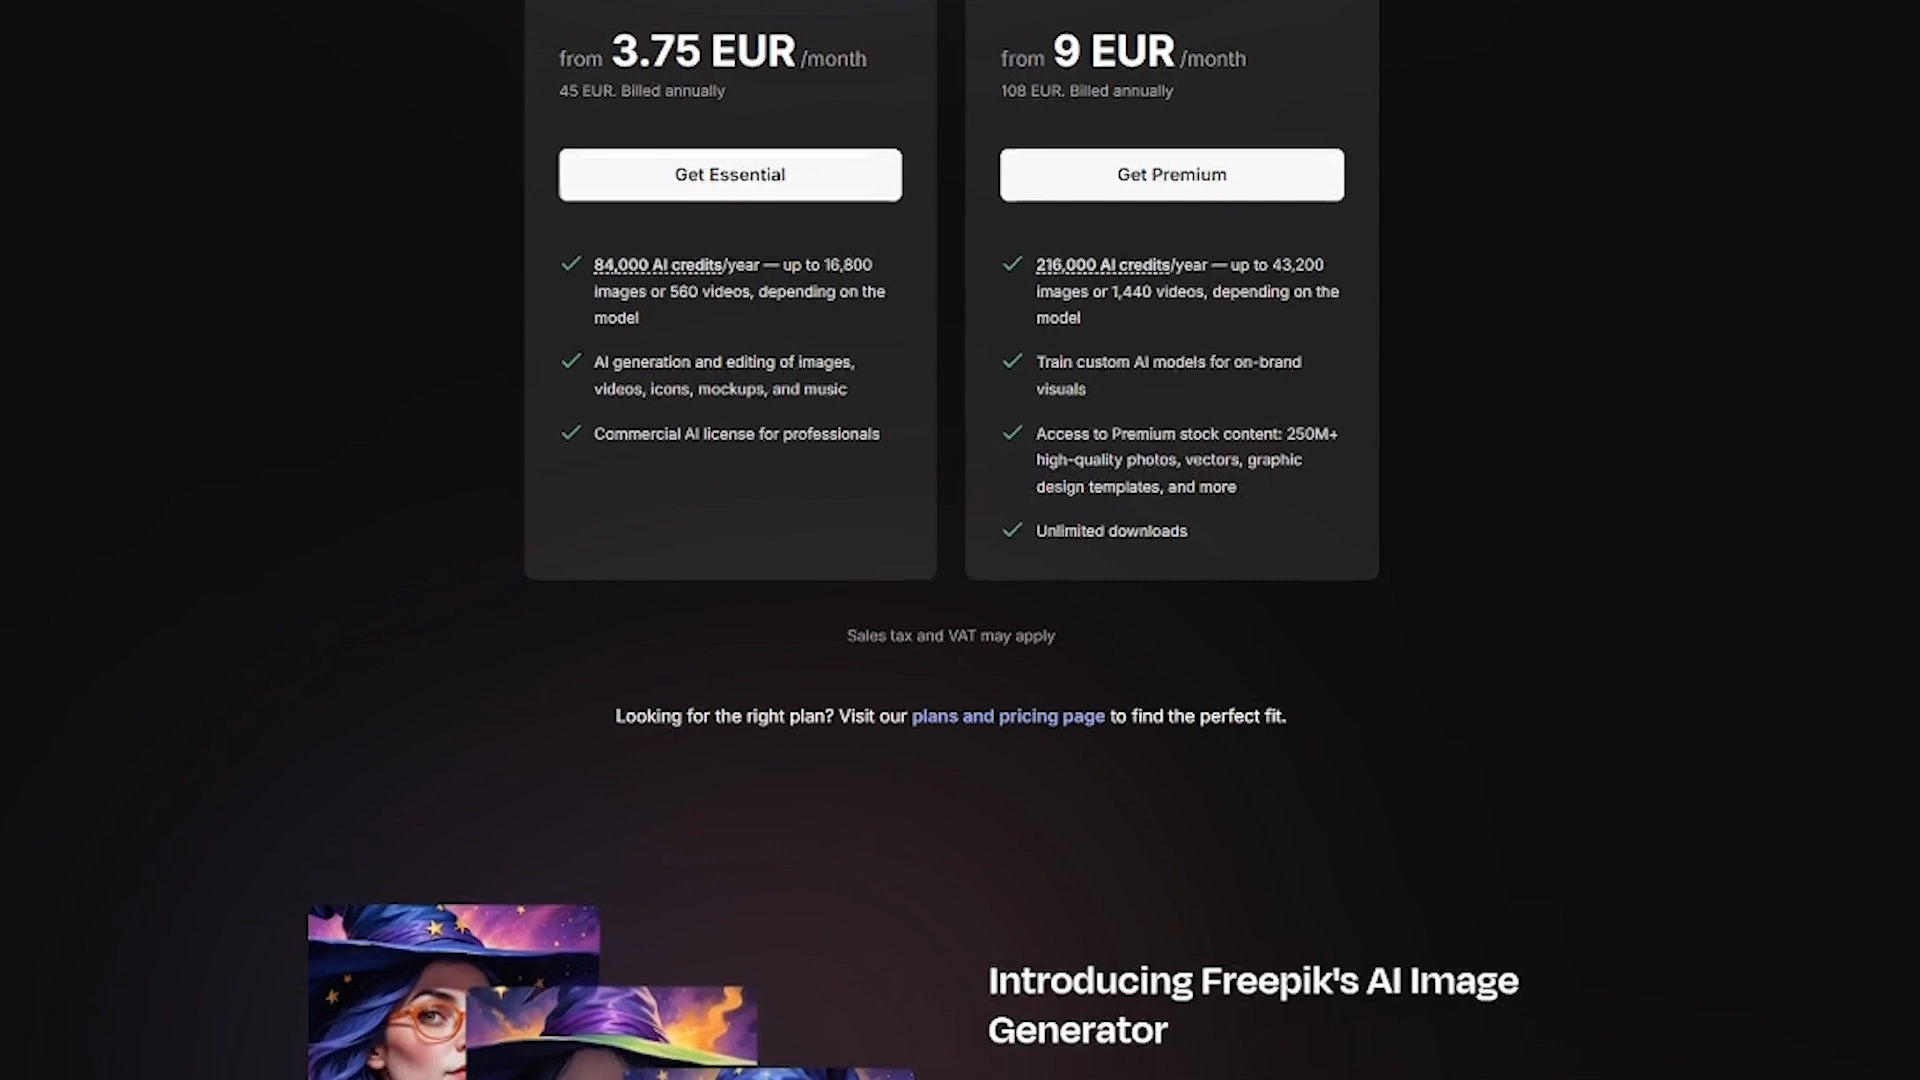 from 3.75 EUR /month
45 EUR. Billed annually
Get Essential
84,000 AI credits/year — up to 16,800
images or 560 videos, depending on the
model
AI generation and editing of images,
videos, icons, mockups, and music
Commercial AI license for professionals
from 9 EUR /month
108 EUR. Billed annually
Get Premium
216,000 AI credits/year — up to 43,200
images or 1,440 videos, depending on the
model
Train custom AI models for on-brand
visuals
Access to Premium stock content: 250M+
high-quality photos, vectors, graphic
design templates, and more
Unlimited downloads
Sales tax and VAT may apply
Looking for the right plan? Visit our plans and pricing page to find the perfect fit.
Introducing Freepik's AI Image
Generator